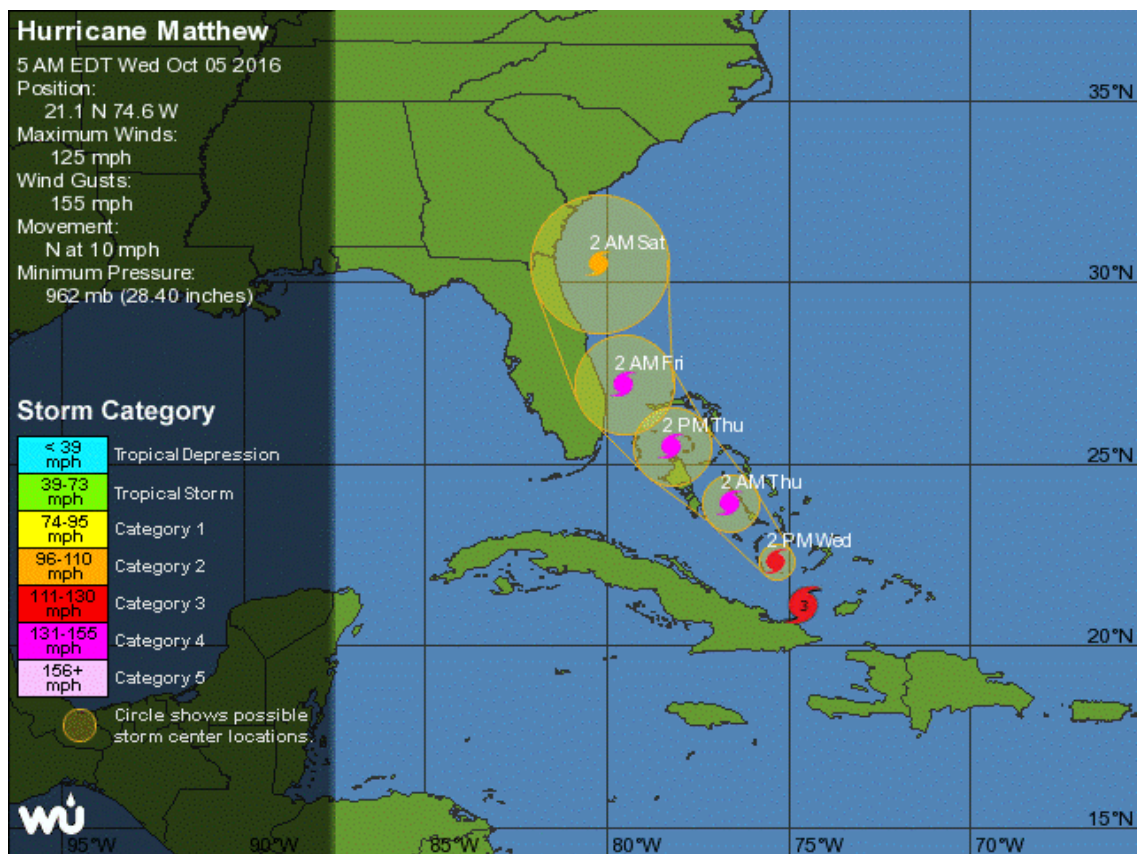 Hurricane Matthew
5 AM EDT Wed Oct 05 2016
Position:
21.1 N 74.6 W
Maximum Winds:
125 mph
Wind Gusts:
155 mph
Movement:
N at 10 mph
Minimum Pressure:
962 mb (28.40 inches)
Storm Category
< 39
mph
Tropical Depression
39-73
mph
Tropical Storm
74-95
mph
Category 1
96-110
mph
Category 2
111-130
mph
Category 3
131-155
mph
Category 4
156+
mph
Category 5
Circle shows possible
storm center locations.
wu
2 AM Sat
2 AM Fri
2 PM Thu
2 AM Thu
2 PM Wed
3
35°N
30°N
25°N
20°N
15°N
95°W
90°W
85°W
80°W
75°W
70°W